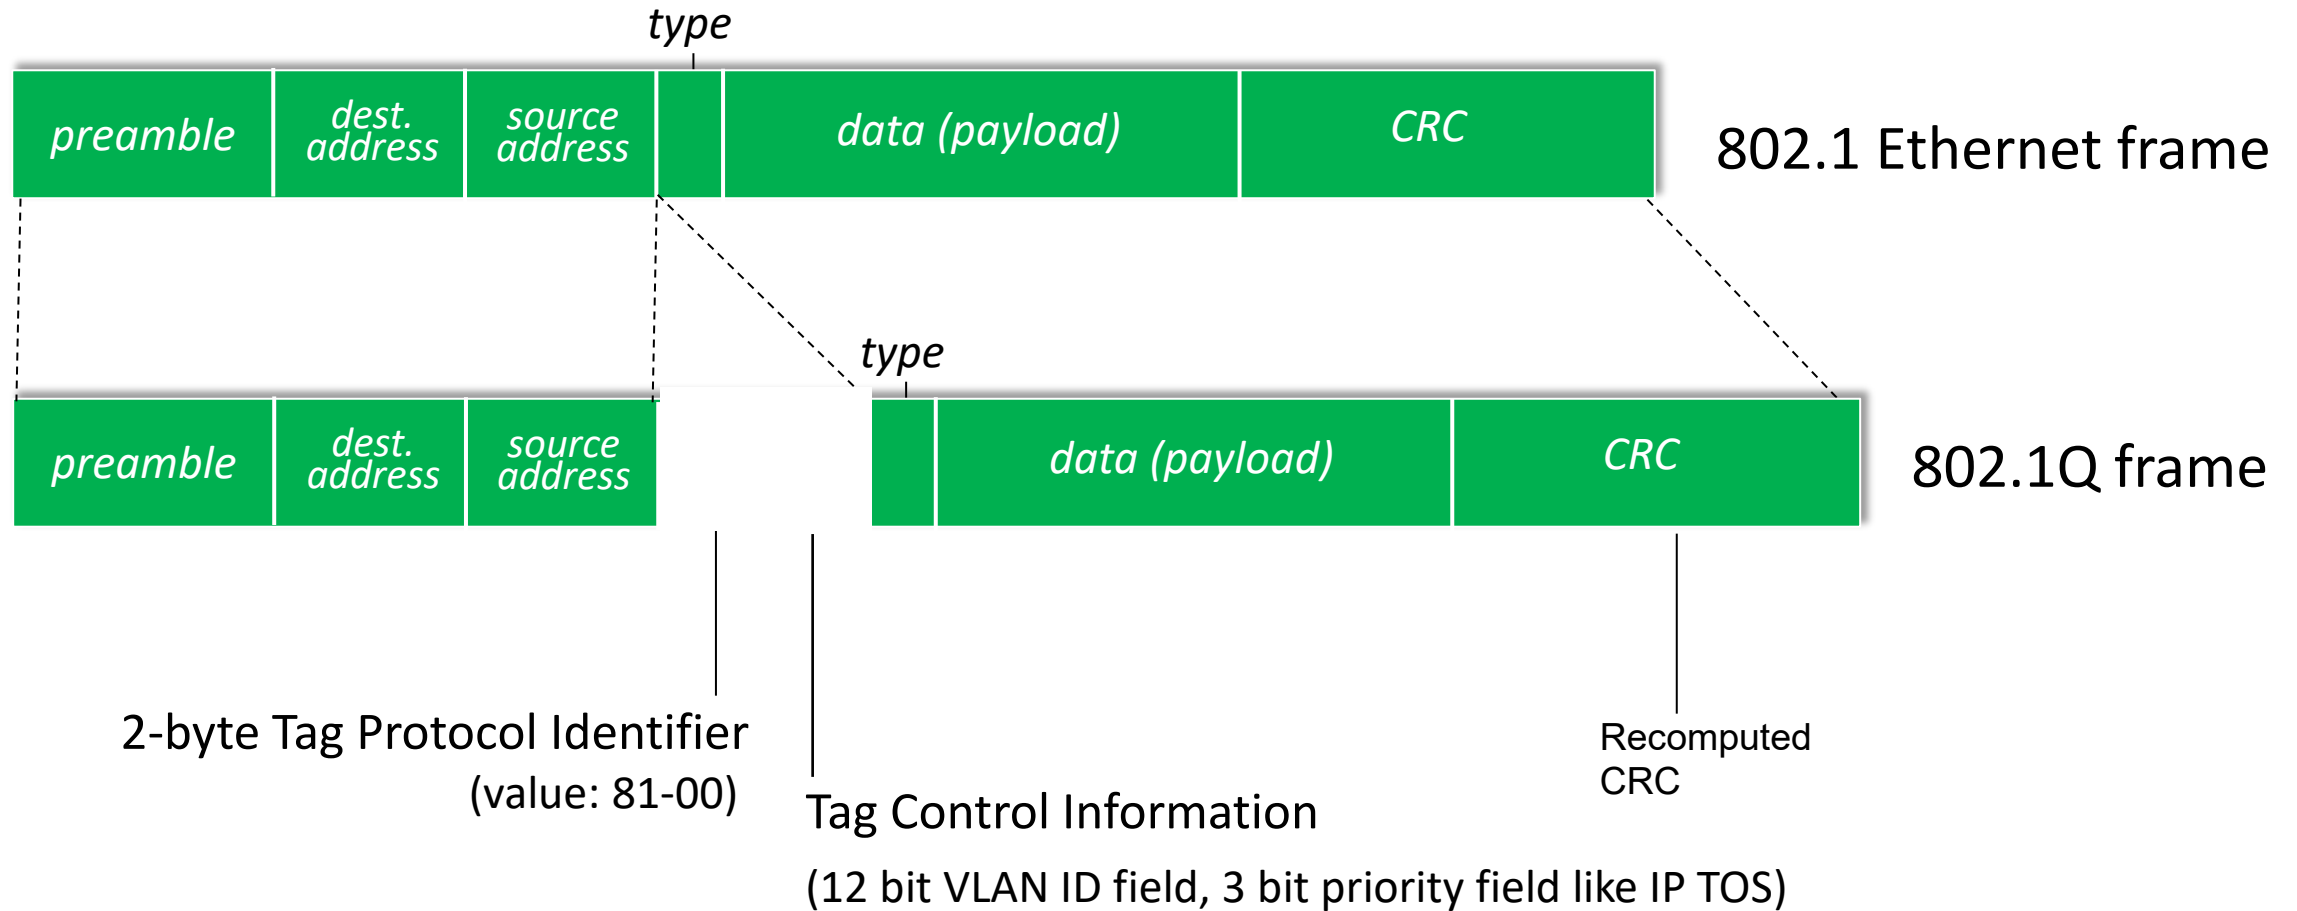 type
preamble
dest.
address
source
address
data (payload)
CRC
802.1 Ethernet frame
type
preamble
dest.
address
source
address
data (payload)
CRC
802.1Q frame
2-byte Tag Protocol Identifier
(value: 81-00)
Tag Control Information
(12 bit VLAN ID field, 3 bit priority field like IP TOS)
Recomputed
CRC